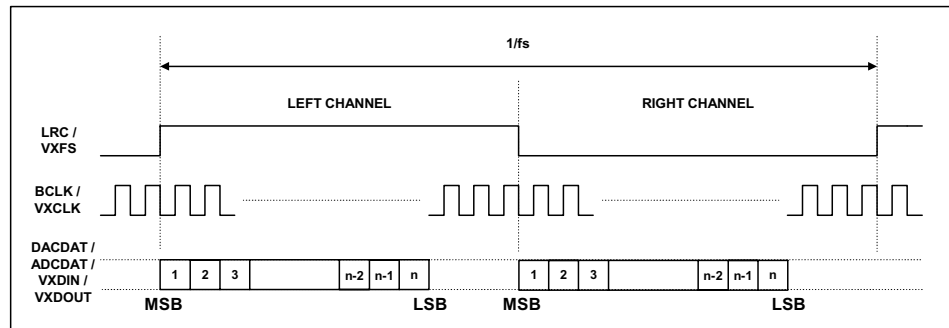 1/fs
LEFT CHANNEL
RIGHT CHANNEL
LRC /
VXFS
BCLK /
VXCLK
DACDAT /
ADCDAT /
VXDIN /
VXDOUT
1 2 3 n-2 n-1 n
1 2 3 n-2 n-1 n
MSB
LSB
MSB
LSB